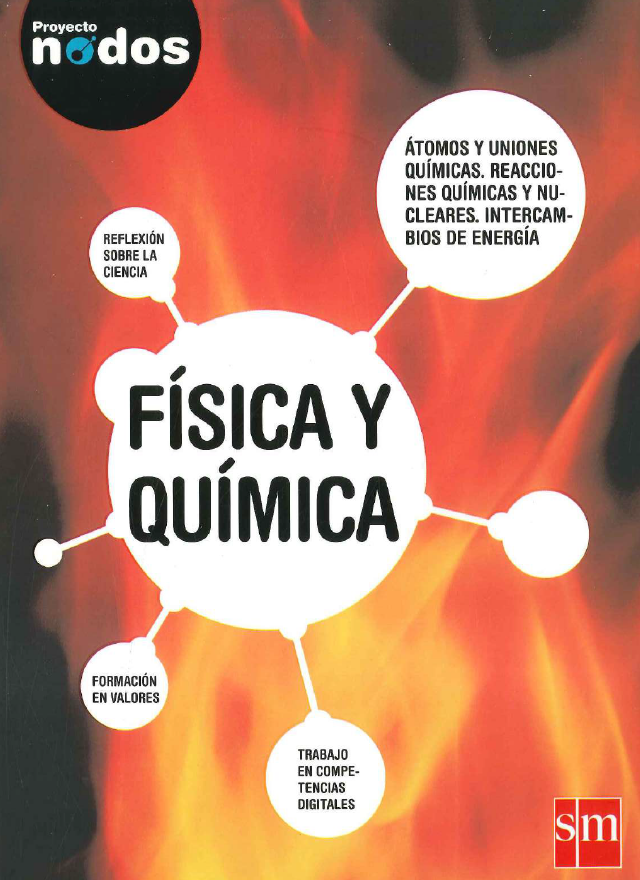 Proyecto
nodos
ÁTOMOS Y UNIONES
QUÍMICAS. REACCIO-
NES QUÍMICAS Y NU-
CLEARES. INTERCAM-
BIOS DE ENERGÍA
REFLEXIÓN
SOBRE LA
CIENCIA
FÍSICA Y
QUÍMICA
FORMACIÓN
EN VALORES
TRABAJO
EN COMPE-
TENCIAS
DIGITALES
sm